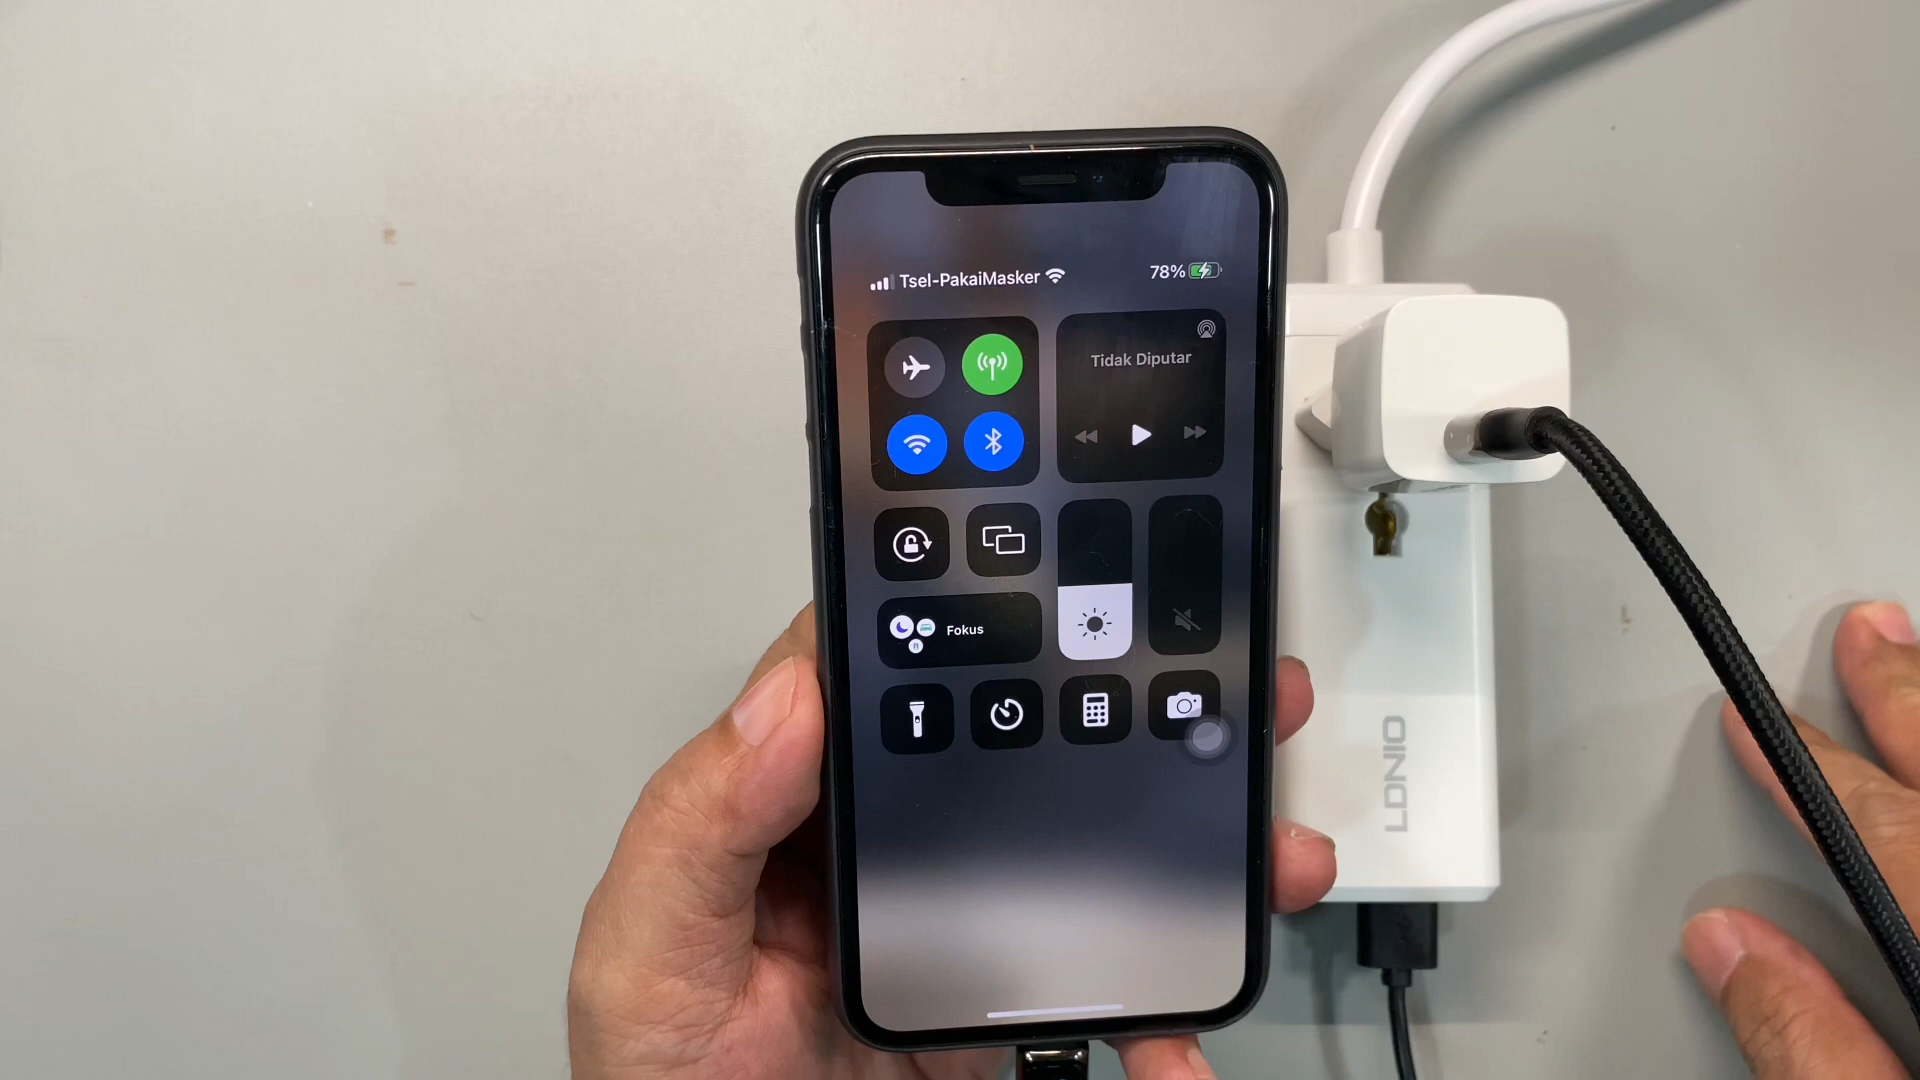 Tsel-PakaiMasker
78%
Tidak Diputar
Fokus
LDNIO